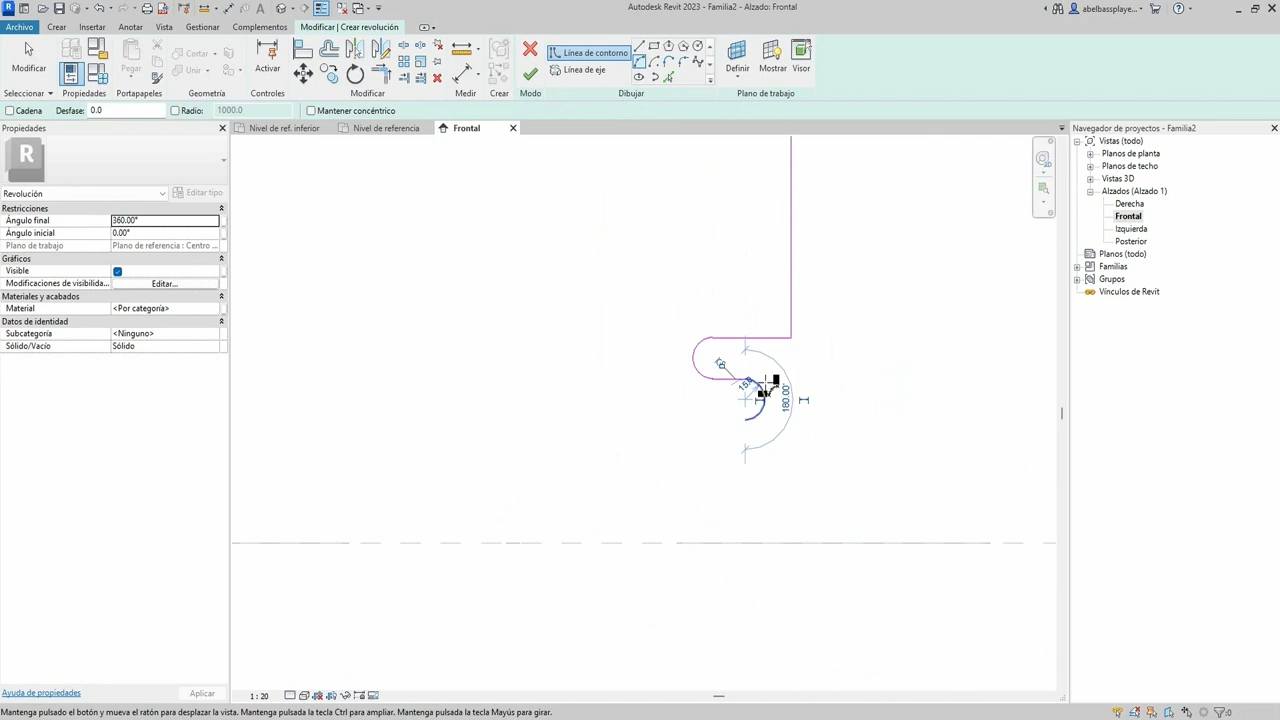 Autodesk Revit 2023 - Familia2 - Alzado: Frontal
abelbassplaye...
Archivo
Crear
Insertar
Anotar
Vista
Gestionar
Complementos
Modificar | Crear revolución
Modificar
Pegar
Cortar
Unir
Activar
Crear
Línea de contorno
Línea de eje
Definir
Mostrar
Visor
Seleccionar
Propiedades
Portapapeles
Geometría
Controles
Modificar
Medir
Crear
Modo
Dibujar
Plano de trabajo
Cadena
Desfase: 0.0
Radio: 1000.0
Mantener concéntrico
Propiedades
Nivel de ref. inferior
Nivel de referencia
Frontal
Navegador de proyectos - Familia2
R
Revolución
Editar tipo
Restricciones
Ángulo final 360.00°
Ángulo inicial 0.00°
Plano de trabajo Plano de referencia : Centro ...
Gráficos
Visible
Modificaciones de visibilida... Editar...
Materiales y acabados
Material <Por categoría>
Datos de identidad
Subcategoría <Ninguno>
Sólido/Vacío Sólido
Vistas (todo)
Planos de planta
Planos de techo
Vistas 3D
Alzados (Alzado 1)
Derecha
Frontal
Izquierda
Posterior
Planos (todo)
Familias
Grupos
Vínculos de Revit
2D
180.00°
Ayuda de propiedades
Aplicar
1 : 20
Mantenga pulsado el botón y mueva el ratón para desplazar la vista. Mantenga pulsada la tecla Ctrl para ampliar. Mantenga pulsada la tecla Mayús para girar.
:0